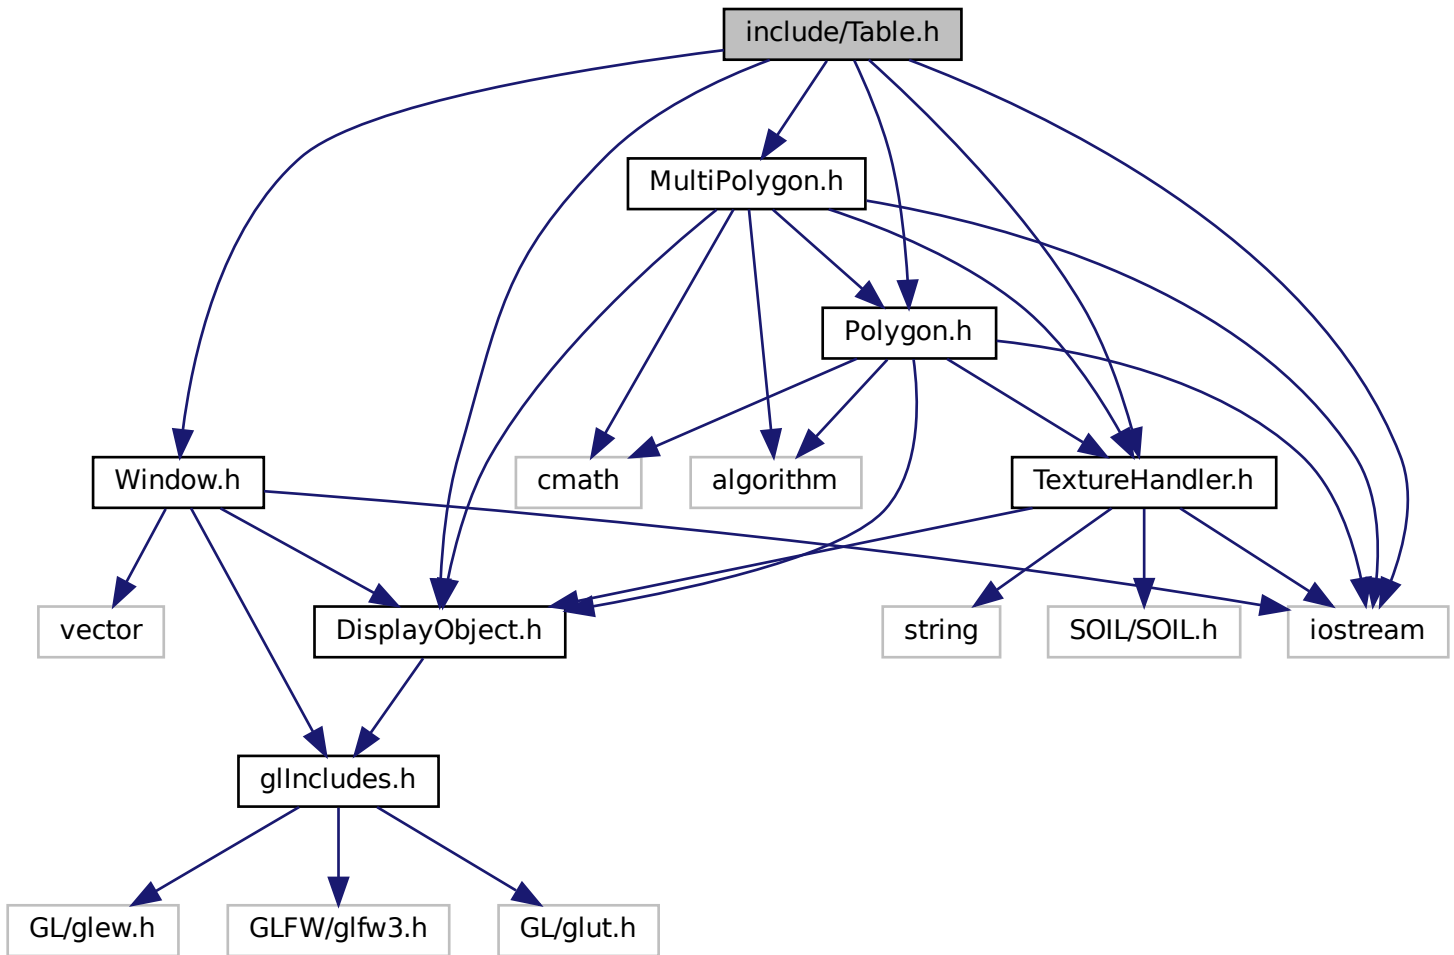 include/Table.h
MultiPolygon.h
Polygon.h
Window.h
cmath
algorithm
TextureHandler.h
vector
DisplayObject.h
string
SOIL/SOIL.h
iostream
glIncludes.h
GL/glew.h
GLFW/glfw3.h
GL/glut.h